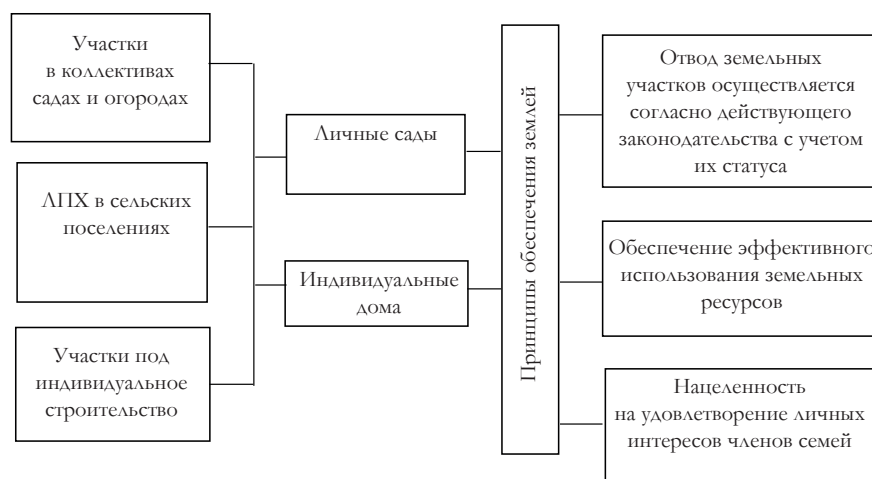 Участки
в коллективах
садах и огородах
ЛПХ в сельских
поселениях
Участки под
индивидуальное
строительство
Личные сады
Индивидуальные
дома
Принципы обеспечения землей
Отвод земельных
участков осуществляется
согласно действующего
законодательства с учетом
их статуса
Обеспечение эффективного
использования земельных
ресурсов
Нацеленность
на удовлетворение личных
интересов членов семей